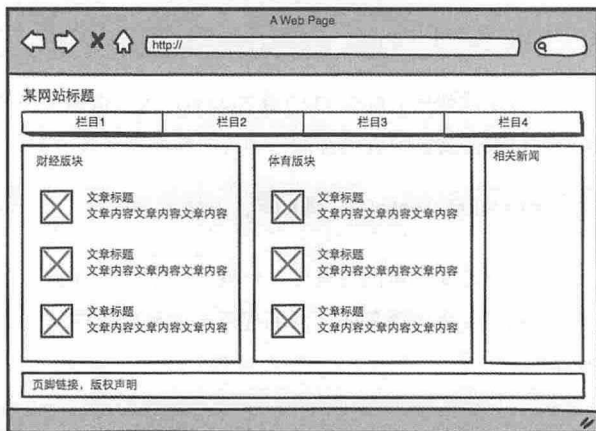 A Web Page
http://
某网站标题
栏目1
栏目2
栏目3
栏目4
财经版块
文章标题
文章内容文章内容文章内容
文章标题
文章内容文章内容文章内容
文章标题
文章内容文章内容文章内容
体育版块
文章标题
文章内容文章内容文章内容
文章标题
文章内容文章内容文章内容
文章标题
文章内容文章内容文章内容
相关新闻
页脚链接，版权声明